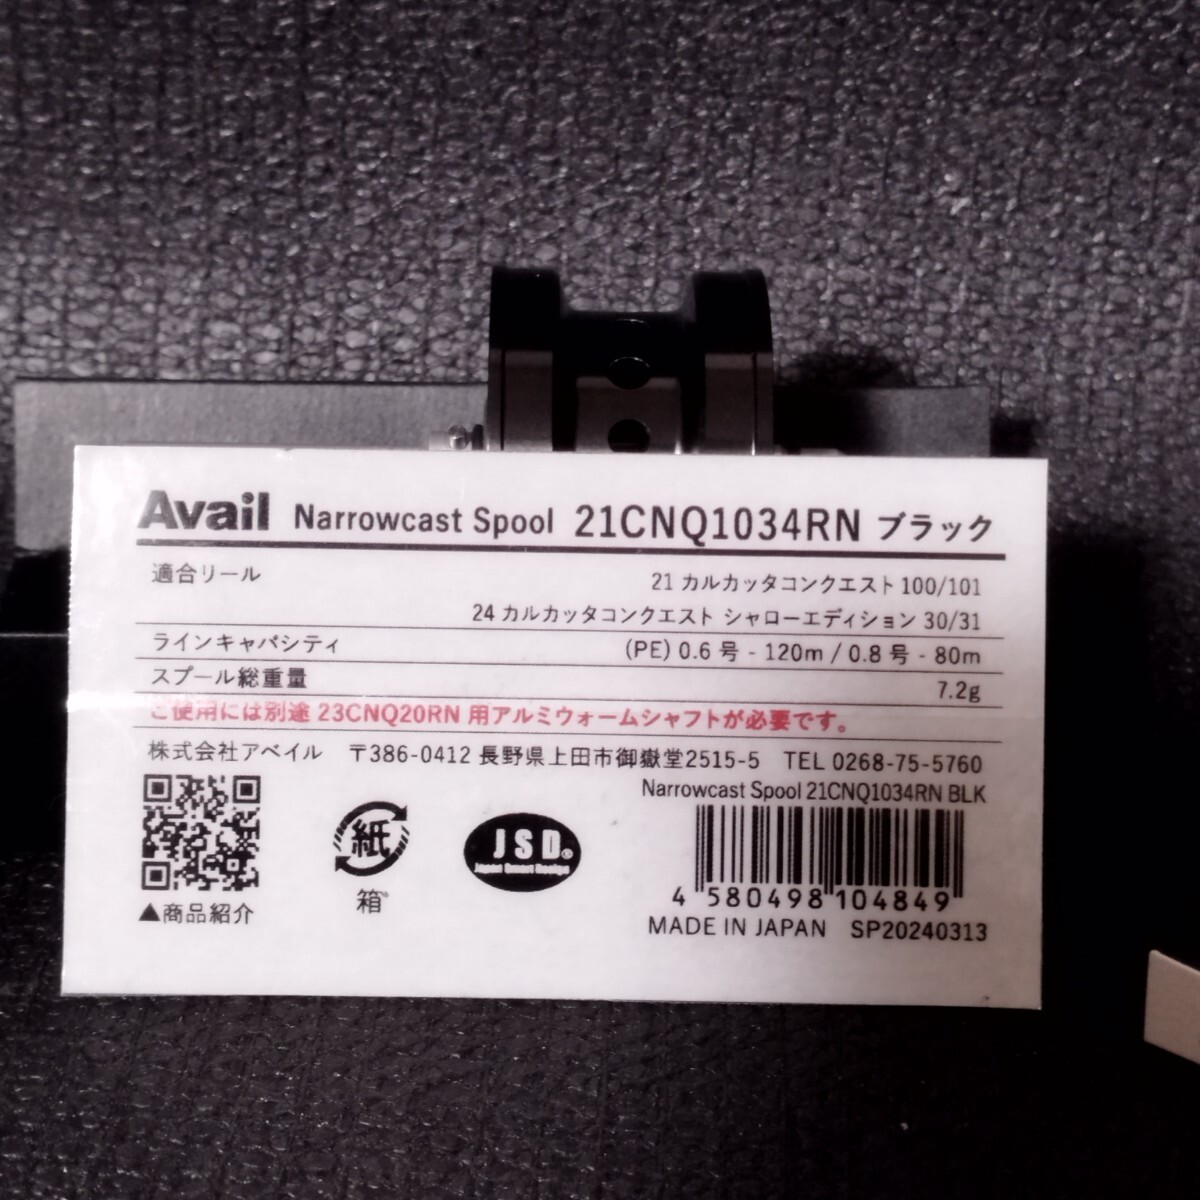 Avail Narrowcast Spool 21CNQ1034RN ブラック
適合リール 21 カルカッタコンクエスト 100/101
24 カルカッタコンクエスト シャローエディション 30/31
ラインキャパシティ (PE) 0.6 号 - 120m / 0.8 号 - 80m
スプール総重量 7.2g
ご使用には別途 23CNQ20RN 用アルミウォームシャフトが必要です。
株式会社アベイル 〒386-0412 長野県上田市御嶽堂2515-5 TEL 0268-75-5760
Narrowcast Spool 21CNQ1034RN BLK
紙
箱
JSD®
Japan Smart Design
▲商品紹介
4 580498 104849
MADE IN JAPAN SP20240313